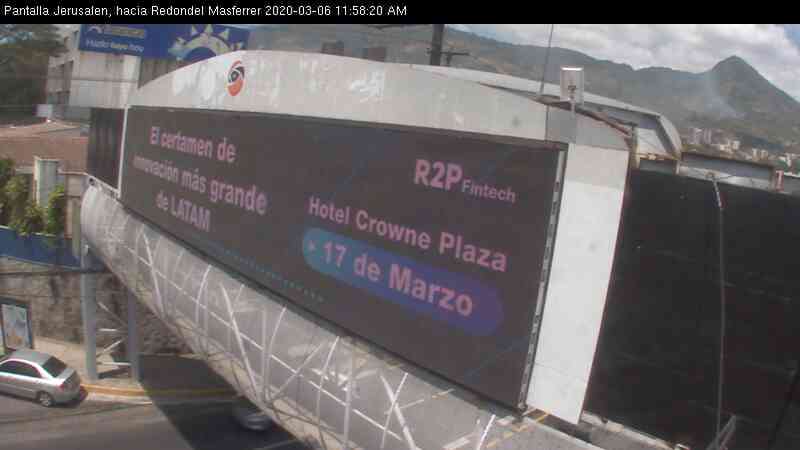 Pantalla Jerusalen, hacia Redondel Masferrer 2020-03-06 11:58:20 AM
El certamen de
innovación más grande
de LATAM
R2P Fintech
Hotel Crowne Plaza
17 de Marzo